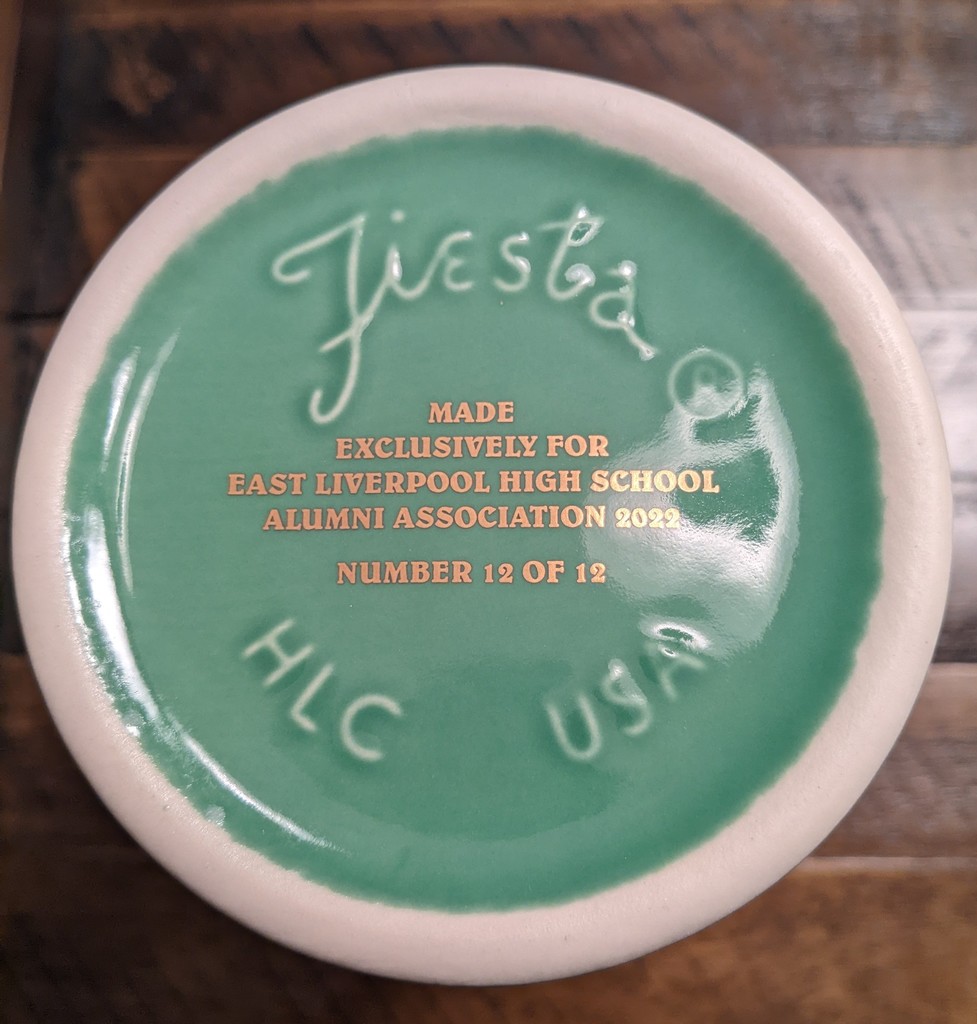 Fiesta ®
MADE
EXCLUSIVELY FOR
EAST LIVERPOOL HIGH SCHOOL
ALUMNI ASSOCIATION 2022
NUMBER 12 OF 12
HLC USA